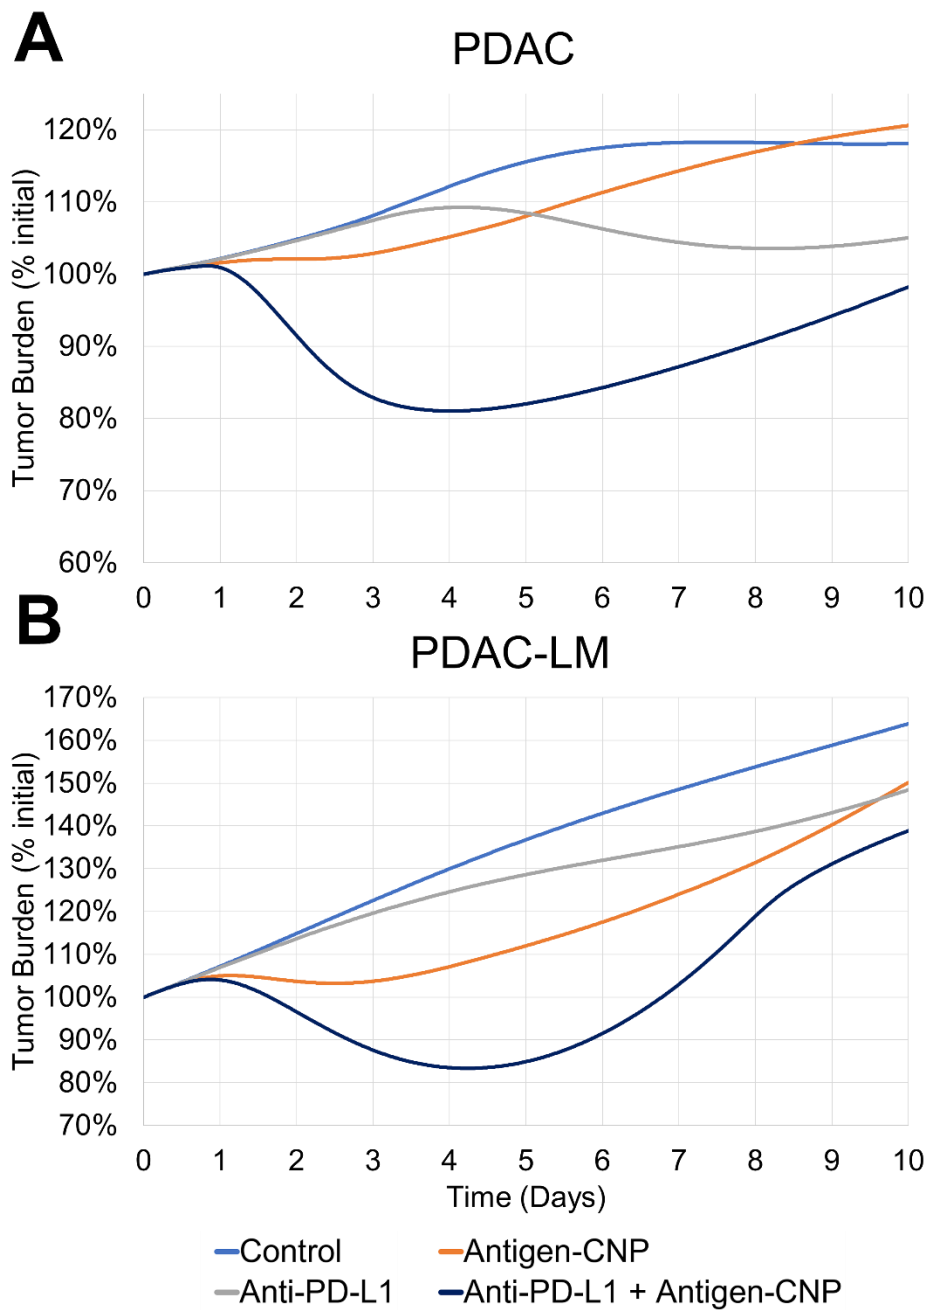 A
PDAC
Tumor Burden (% initial)
120%
110%
100%
90%
80%
70%
60%
0 1 2 3 4 5 6 7 8 9 10
B
PDAC-LM
Tumor Burden (% initial)
170%
160%
150%
140%
130%
120%
110%
100%
90%
80%
70%
0 1 2 3 4 5 6 7 8 9 10
Time (Days)
Control Antigen-CNP
Anti-PD-L1 Anti-PD-L1 + Antigen-CNP